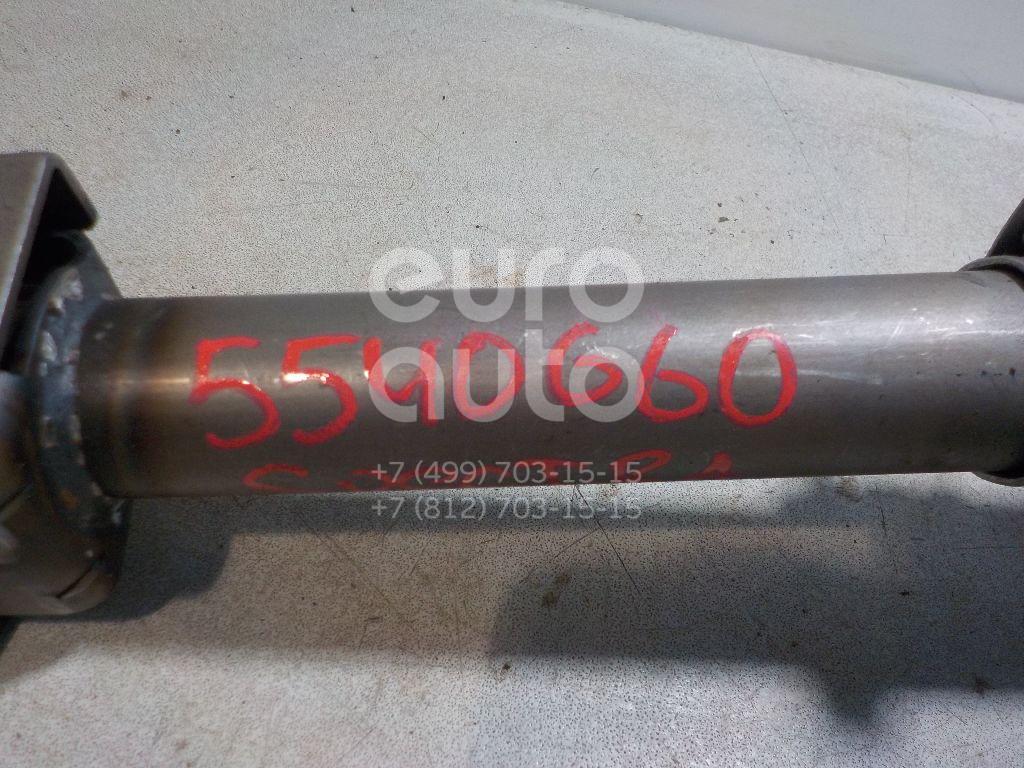 euro
auto
5540660
+7 (499) 703-15-15
+7 (812) 703-15-15